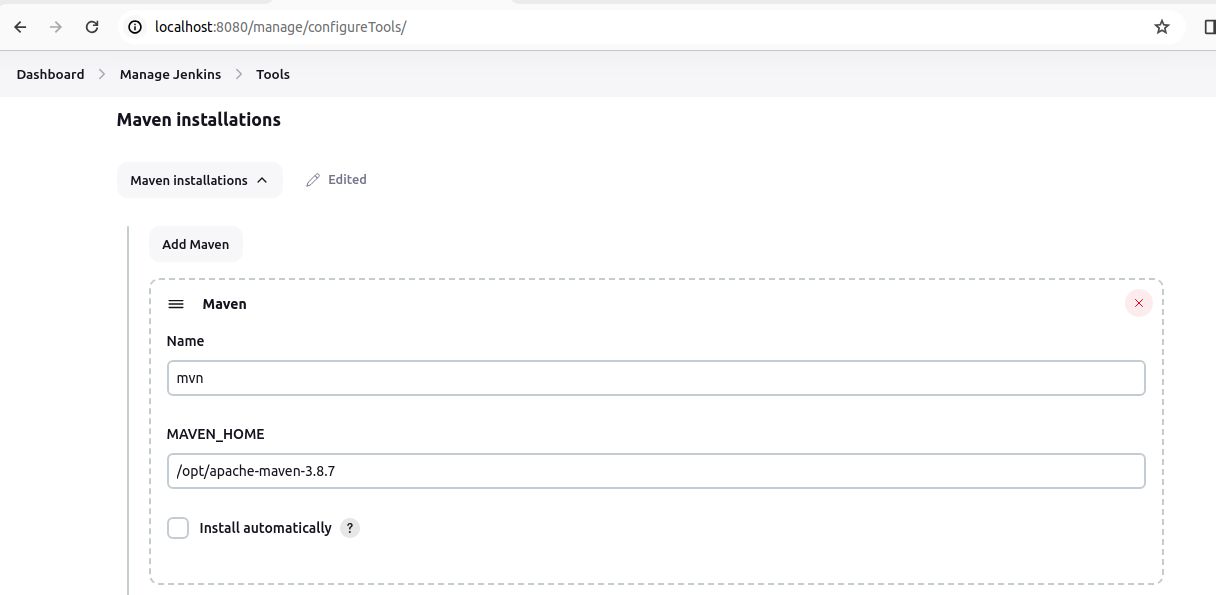 localhost:8080/manage/configureTools/
Dashboard Manage Jenkins Tools
Maven installations
Maven installations Edited
Add Maven
Maven
Name
mvn
MAVEN_HOME
/opt/apache-maven-3.8.7
Install automatically ?